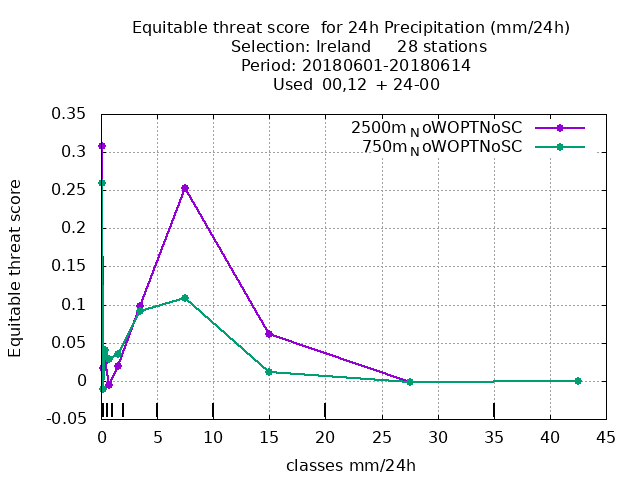 Equitable threat score for 24h Precipitation (mm/24h)
Selection: Ireland 28 stations
Period: 20180601-20180614
Used 00,12 + 24-00
2500m_NoWOPTNoSC
750m_NoWOPTNoSC
Equitable threat score
0.35
0.3
0.25
0.2
0.15
0.1
0.05
0
-0.05
0 5 10 15 20 25 30 35 40 45
classes mm/24h